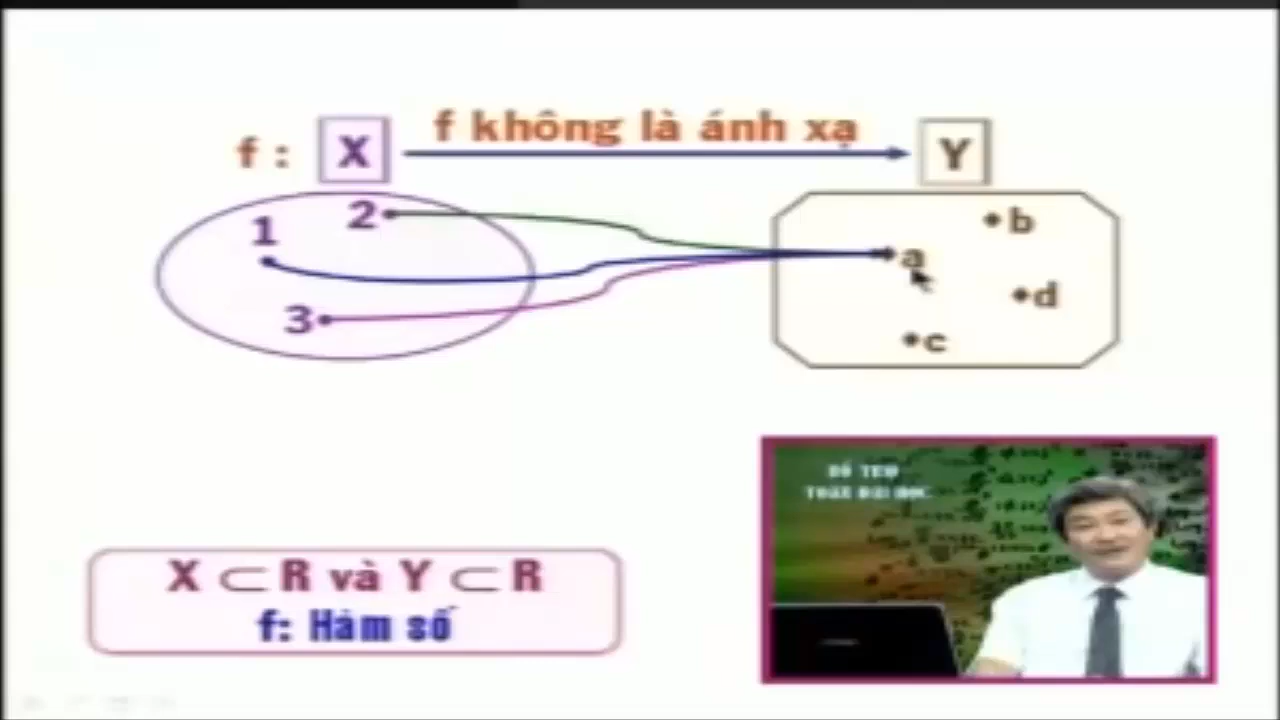 f không là ánh xạ
f : X Y
1 2
3
a
b
d
c
X ⊂ R và Y ⊂ R
f: Hàm số